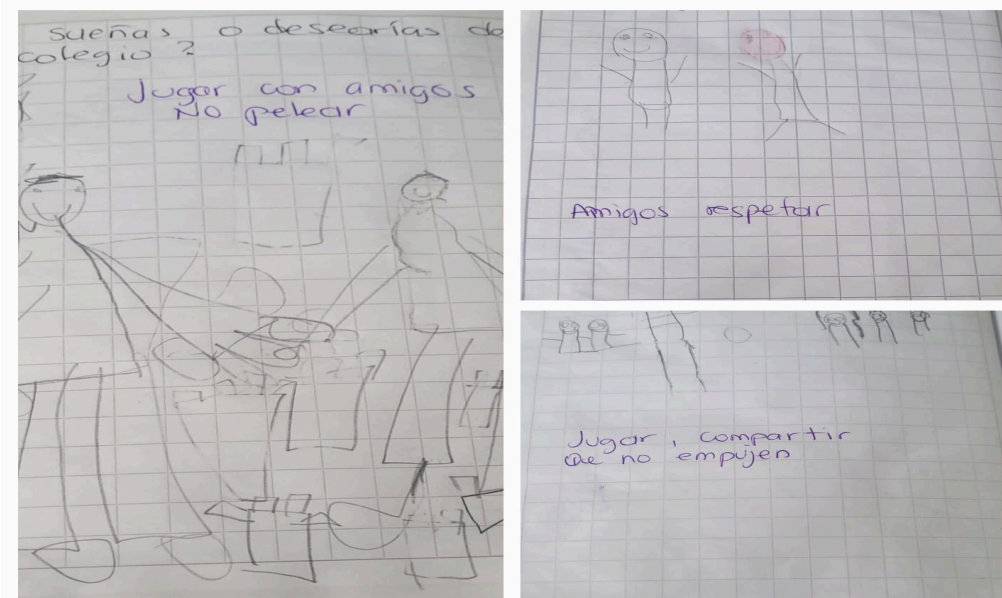 sueñas o desearías de
colegio ?
Jugar con amigos
No pelear
Amigos respetar
Jugar, compartir
Que no empujen